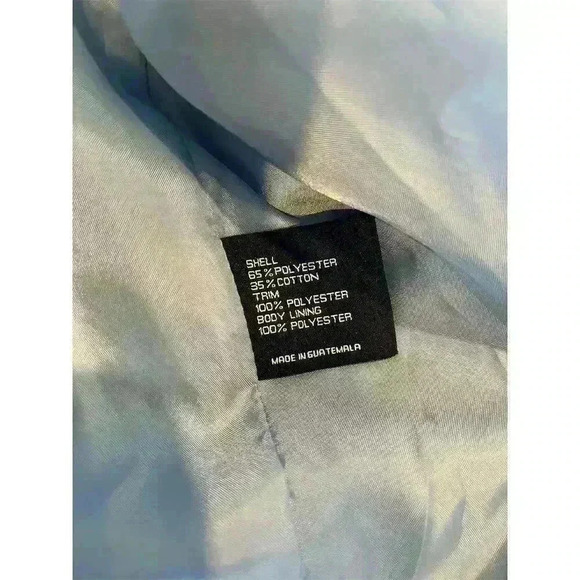 SHELL
65% POLYESTER
35% COTTON
TRIM
100% POLYESTER
BODY LINING
100% POLYESTER
MADE IN GUATEMALA